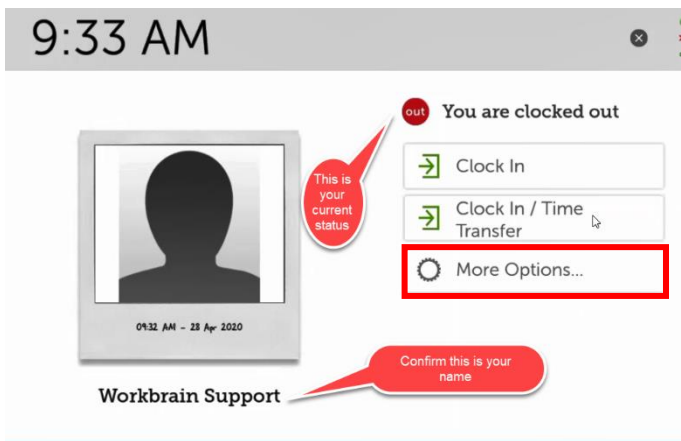 9:33 AM
out You are clocked out
This is
your
current
status
Clock In
Clock In / Time
Transfer
More Options...
09:32 AM - 28 Apr 2020
Confirm this is your
name
Workbrain Support